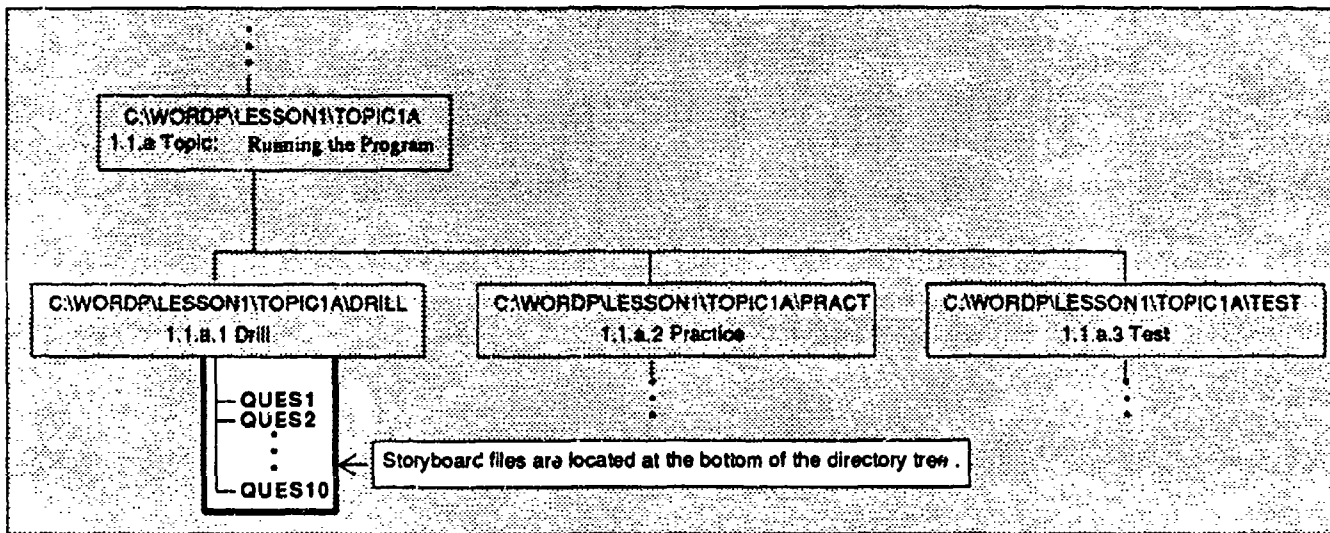 C:\WORDP\LESSON1\TOPIC1A
1.1.a Topic: Running the Program
C:\WORDP\LESSON1\TOPIC1A\DRILL
1.1.a.1 Drill
C:\WORDP\LESSON1\TOPIC1A\PRACT
1.1.a.2 Practice
C:\WORDP\LESSON1\TOPIC1A\TEST
1.1.a.3 Test
QUES1
QUES2
QUES10
Storyboard files are located at the bottom of the directory tree.